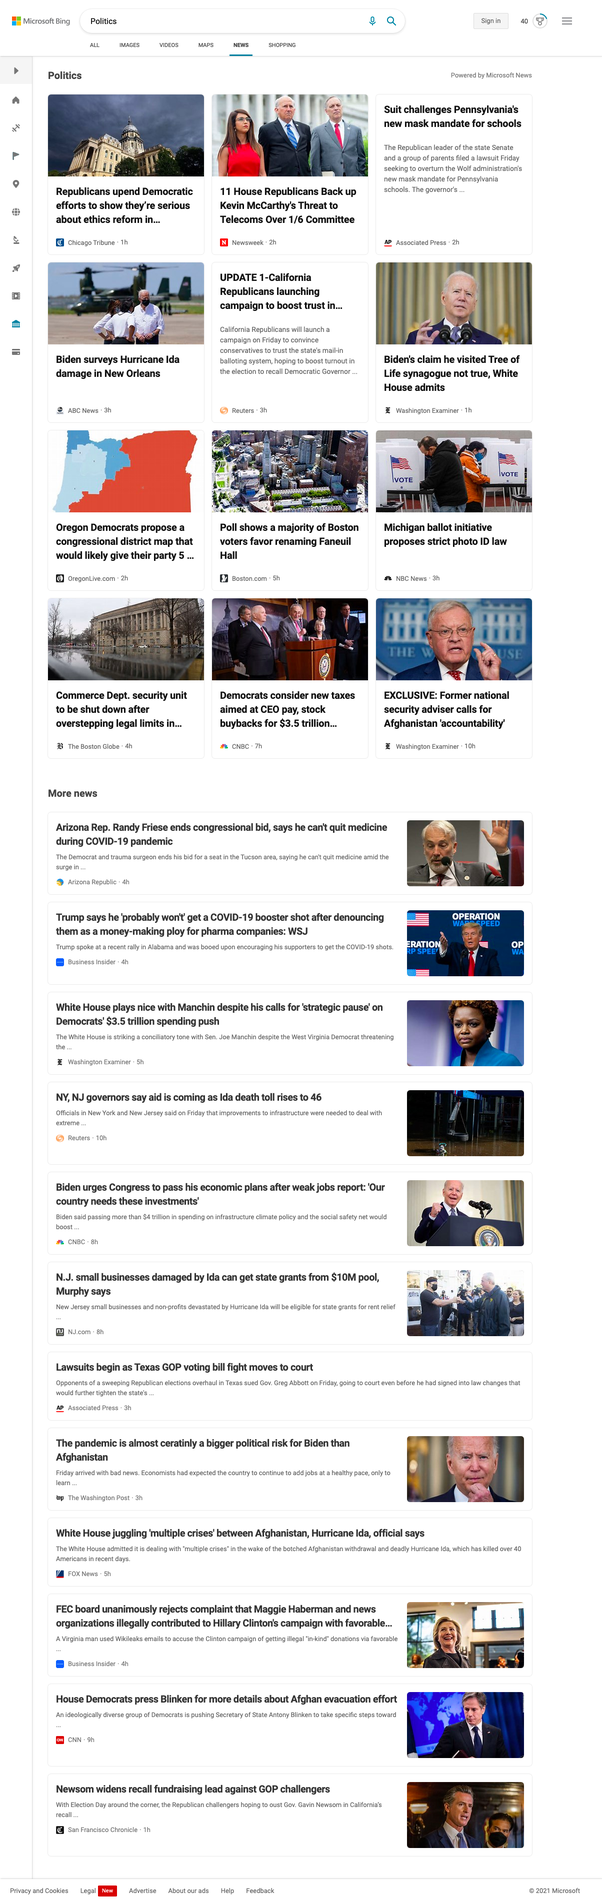 Microsoft Bing
Politics
Sign in
40
ALL
IMAGES
VIDEOS
MAPS
NEWS
SHOPPING
Politics
Powered by Microsoft News
Republicans upend Democratic
efforts to show they're serious
about ethics reform in...
Chicago Tribune · 1h
11 House Republicans Back up
Kevin McCarthy's Threat to
Telecoms Over 1/6 Committee
Newsweek · 2h
Suit challenges Pennsylvania's
new mask mandate for schools
The Republican leader of the state Senate
and a group of parents filed a lawsuit Friday
seeking to overturn the Wolf administration's
new mask mandate for Pennsylvania
schools. The governor's ...
AP Associated Press · 2h
Biden surveys Hurricane Ida
damage in New Orleans
ABC News · 3h
UPDATE 1-California
Republicans launching
campaign to boost trust in...
California Republicans will launch a
campaign on Friday to convince
conservatives to trust the state's mail-in
balloting system, hoping to boost turnout in
the election to recall Democratic Governor ...
Reuters · 3h
Biden's claim he visited Tree of
Life synagogue not true, White
House admits
Washington Examiner · 1h
Oregon Democrats propose a
congressional district map that
would likely give their party 5 ...
OregonLive.com · 2h
Poll shows a majority of Boston
voters favor renaming Faneuil
Hall
Boston.com · 5h
VOTE
VOTE
Michigan ballot initiative
proposes strict photo ID law
NBC News · 3h
Commerce Dept. security unit
to be shut down after
overstepping legal limits in...
The Boston Globe · 4h
Democrats consider new taxes
aimed at CEO pay, stock
buybacks for $3.5 trillion...
CNBC · 7h
THE WHITE HOUSE
EXCLUSIVE: Former national
security adviser calls for
Afghanistan 'accountability'
Washington Examiner · 10h
More news
Arizona Rep. Randy Friese ends congressional bid, says he can't quit medicine
during COVID-19 pandemic
The Democrat and trauma surgeon ends his bid for a seat in the Tucson area, saying he can't quit medicine amid the
surge in ...
Arizona Republic · 4h
Trump says he 'probably won't' get a COVID-19 booster shot after denouncing
them as a money-making ploy for pharma companies: WSJ
Trump spoke at a recent rally in Alabama and was booed upon encouraging his supporters to get the COVID-19 shots.
Business Insider · 4h
OPERATION
WARP SPEED
White House plays nice with Manchin despite his calls for 'strategic pause' on
Democrats' $3.5 trillion spending push
The White House is striking a conciliatory tone with Sen. Joe Manchin despite the West Virginia Democrat threatening
the ...
Washington Examiner · 5h
NY, NJ governors say aid is coming as Ida death toll rises to 46
Officials in New York and New Jersey said on Friday that improvements to infrastructure were needed to deal with
extreme ...
Reuters · 10h
Biden urges Congress to pass his economic plans after weak jobs report: 'Our
country needs these investments'
Biden said passing more than $4 trillion in spending on infrastructure climate policy and the social safety net would
boost ...
CNBC · 8h
N.J. small businesses damaged by Ida can get state grants from $10M pool,
Murphy says
New Jersey small businesses and non-profits devastated by Hurricane Ida will be eligible for state grants for rent relief
...
NJ.com · 8h
Lawsuits begin as Texas GOP voting bill fight moves to court
Opponents of a sweeping Republican elections overhaul in Texas sued Gov. Greg Abbott on Friday, going to court even before he had signed into law changes that
would further tighten the state's ...
AP Associated Press · 3h
The pandemic is almost ceratinly a bigger political risk for Biden than
Afghanistan
Friday arrived with bad news. Economists had expected the country to continue to add jobs at a healthy pace, only to
learn ...
wp The Washington Post · 3h
White House juggling 'multiple crises' between Afghanistan, Hurricane Ida, official says
The White House admitted it is dealing with "multiple crises" in the wake of the botched Afghanistan withdrawal and deadly Hurricane Ida, which has killed over 40
Americans in recent days.
FOX News · 5h
FEC board unanimously rejects complaint that Maggie Haberman and news
organizations illegally contributed to Hillary Clinton's campaign with favorable...
A Virginia man used Wikileaks emails to accuse the Clinton campaign of getting illegal "in-kind" donations via favorable
...
Business Insider · 4h
House Democrats press Blinken for more details about Afghan evacuation effort
An ideologically diverse group of Democrats is pushing Secretary of State Antony Blinken to take specific steps toward
...
CNN · 9h
Newsom widens recall fundraising lead against GOP challengers
With Election Day around the corner, the Republican challengers hoping to oust Gov. Gavin Newsom in California's
recall ...
San Francisco Chronicle · 1h
Privacy and Cookies
Legal
New
Advertise
About our ads
Help
Feedback
© 2021 Microsoft